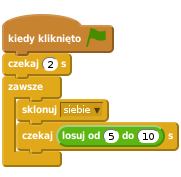 kiedy kliknięto
czekaj 2 s
zawsze
sklonuj siebie
czekaj losuj od 5 do 10 s